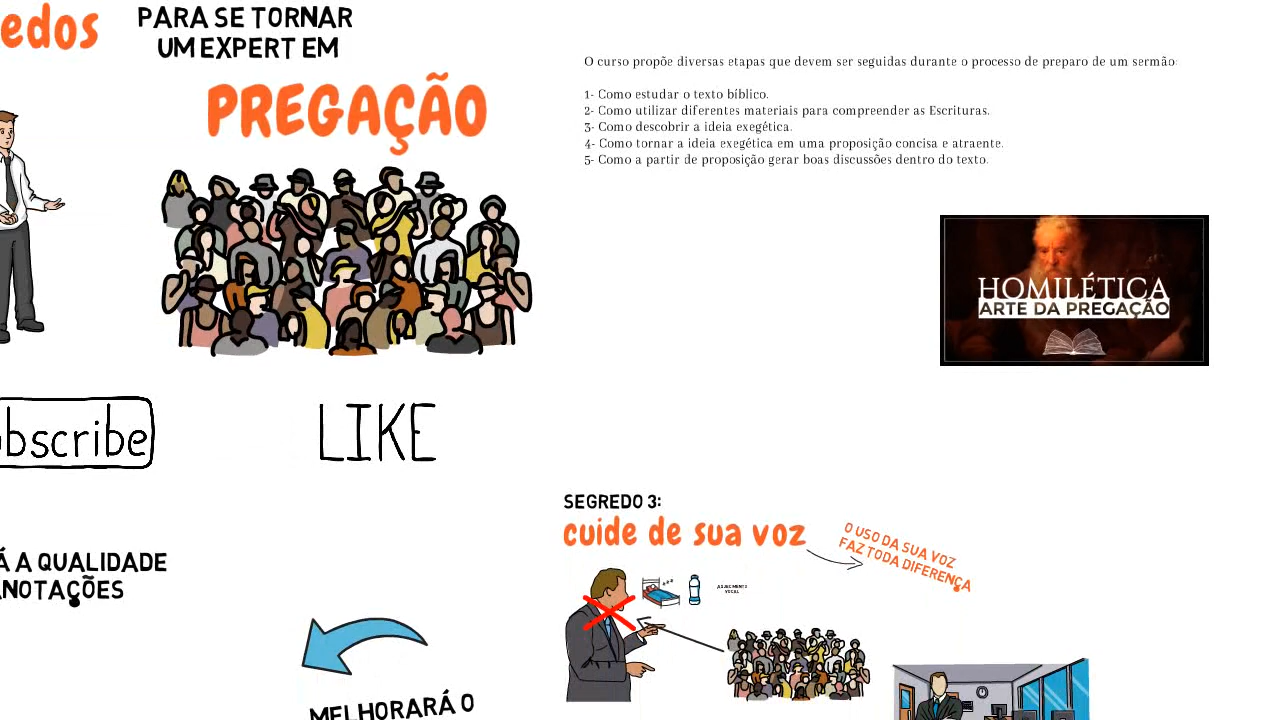 edos
PARA SE TORNAR
UM EXPERT EM
PREGAÇÃO
O curso propõe diversas etapas que devem ser seguidas durante o processo de preparo de um sermão:
1- Como estudar o texto bíblico.
2- Como utilizar diferentes materiais para compreender as Escrituras.
3- Como descobrir a ideia exegética.
4- Como tornar a ideia exegética em uma proposição concisa e atraente.
5- Como a partir de proposição gerar boas discussões dentro do texto.
HOMILÉTICA
ARTE DA PREGAÇÃO
bscribe
LIKE
SEGREDO 3:
cuide de sua voz
O USO DA SUA VOZ
FAZ TODA DIFERENÇA
AQUECIMENTO
VOCAL
Á A QUALIDADE
NOTAÇÕES
MELHORARÁ O